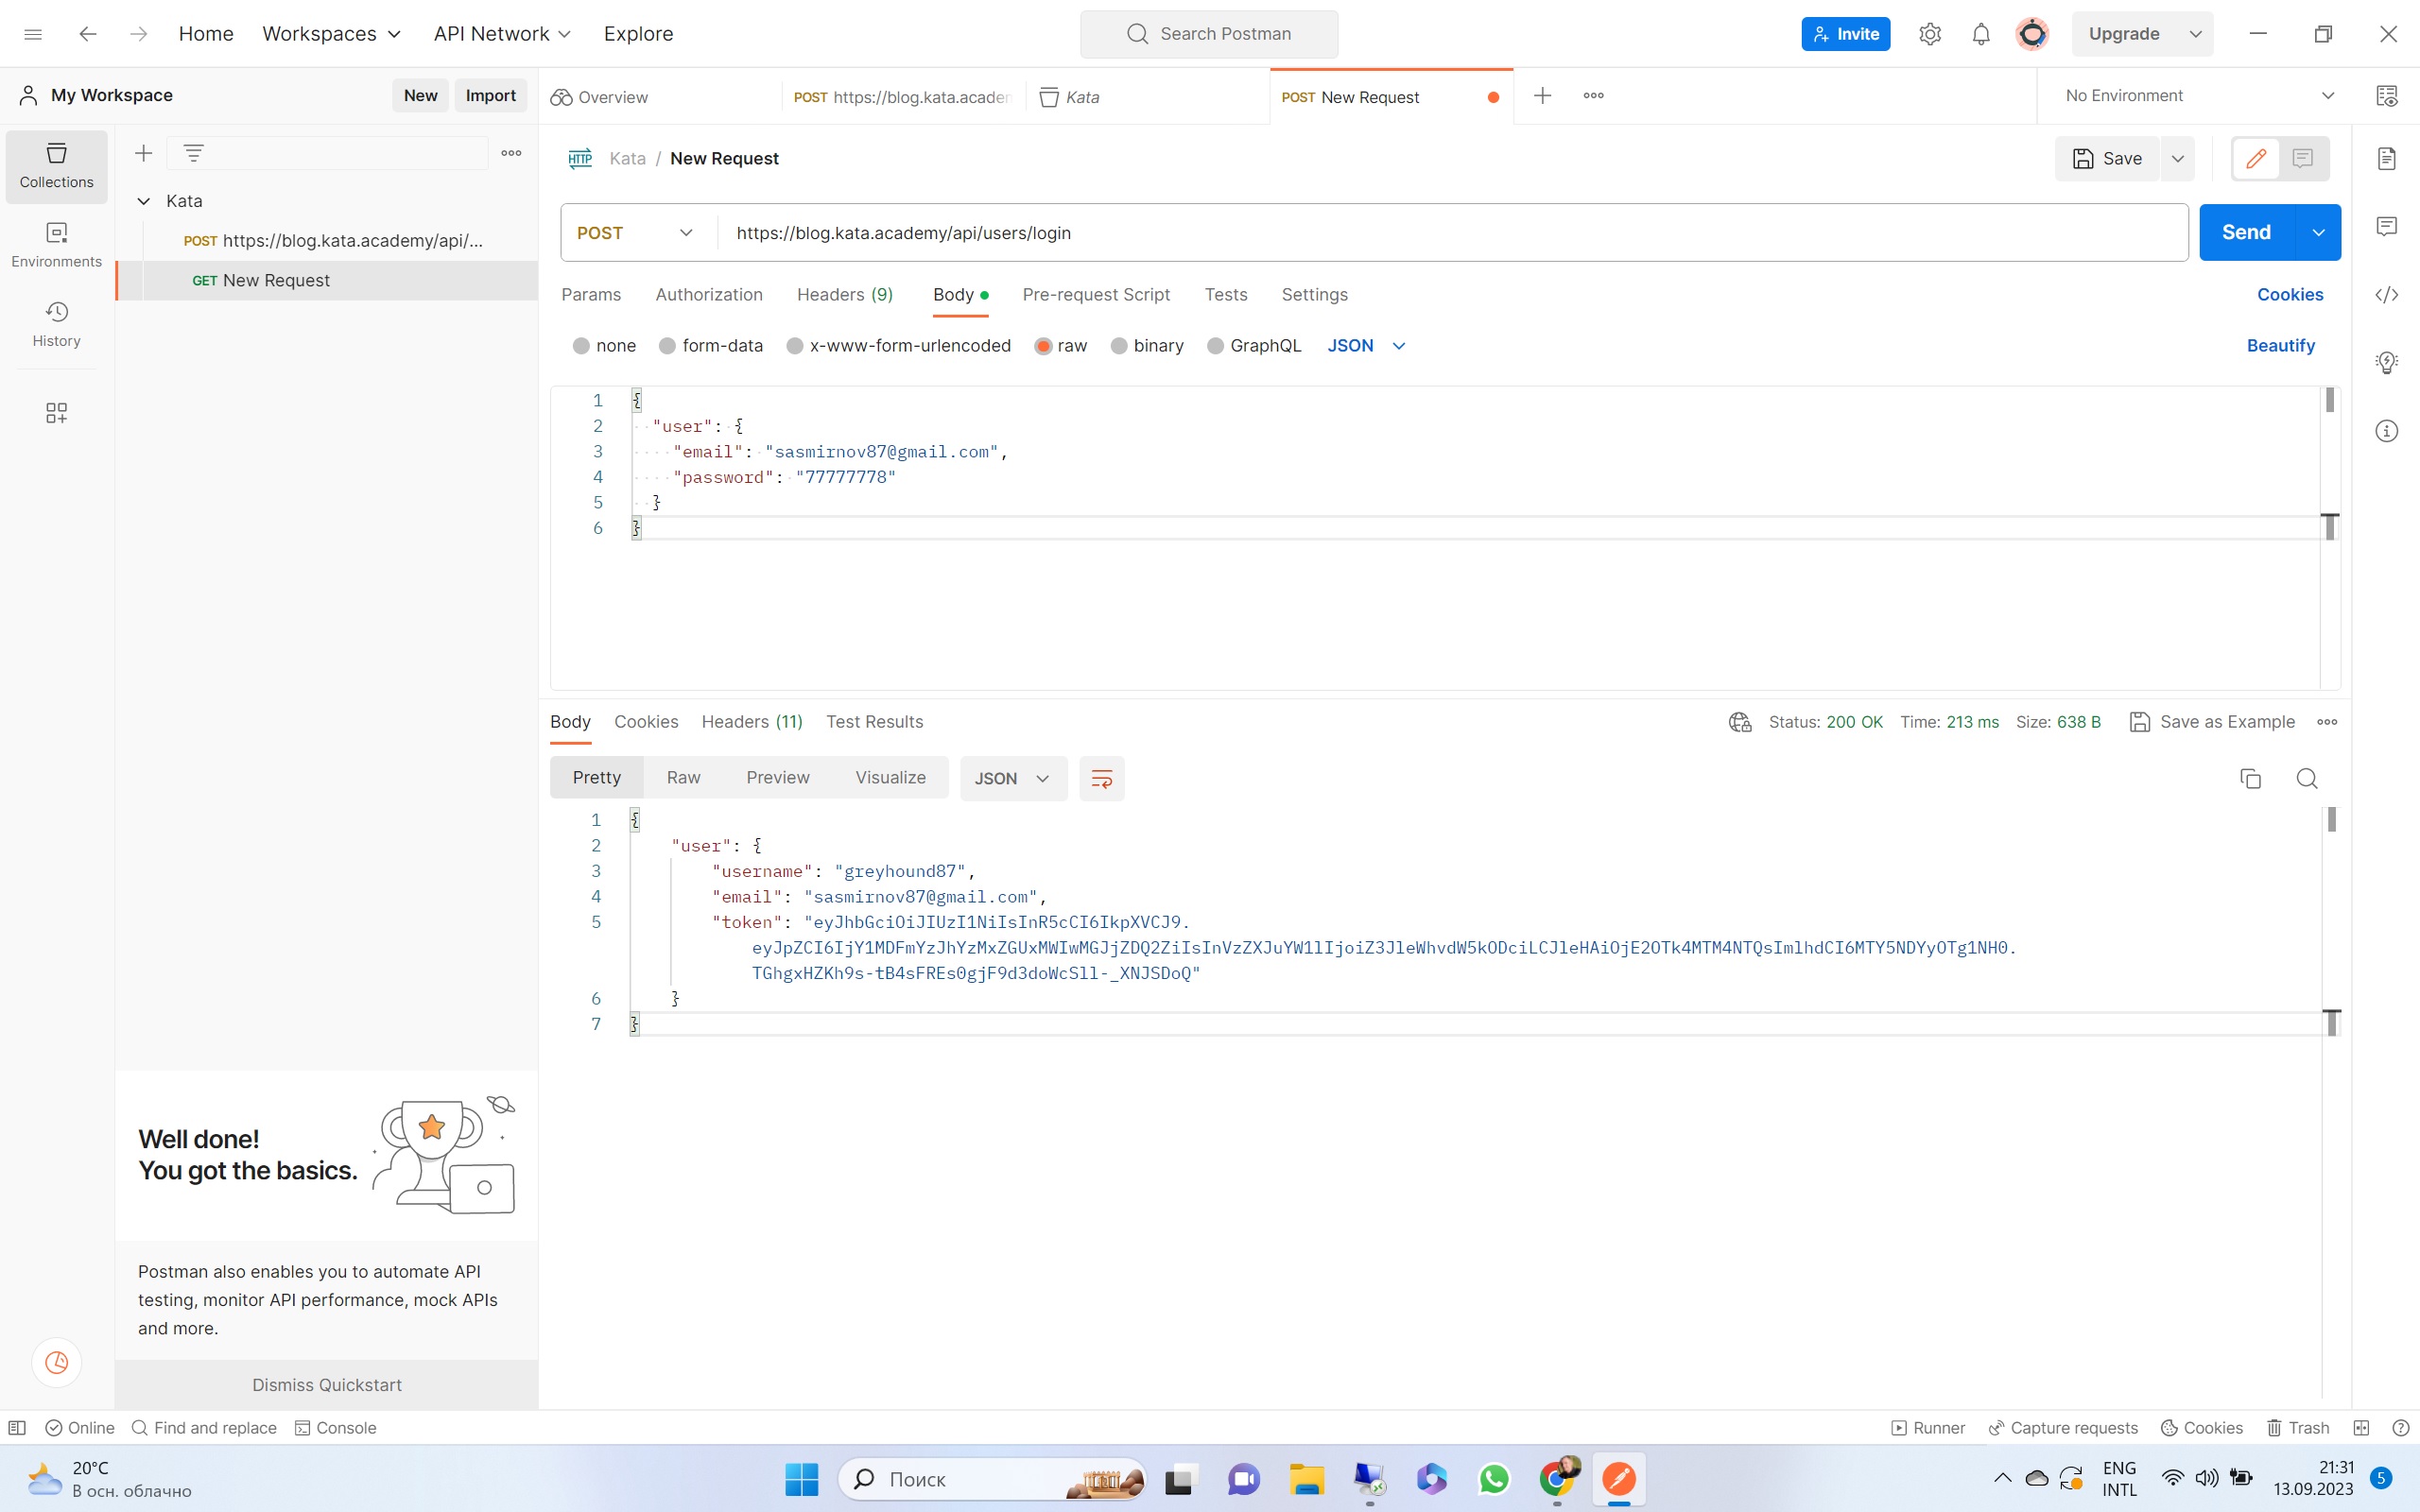 Home Workspaces API Network Explore Search Postman Invite Upgrade
My Workspace New Import Overview POST https://blog.kata.academ Kata POST New Request No Environment
HTTP Kata / New Request Save
Collections
Kata
POST https://blog.kata.academy/api/...
GET New Request
Environments
History
POST https://blog.kata.academy/api/users/login Send
Params Authorization Headers (9) Body Pre-request Script Tests Settings Cookies
none form-data x-www-form-urlencoded raw binary GraphQL JSON Beautify
1 {
2 "user": {
3 "email": "sasmirnov87@gmail.com",
4 "password": "77777778"
5 }
6 }
Body Cookies Headers (11) Test Results Status: 200 OK Time: 213 ms Size: 638 B Save as Example
Pretty Raw Preview Visualize JSON
1 {
2 "user": {
3 "username": "greyhound87",
4 "email": "sasmirnov87@gmail.com",
5 "token": "eyJhbGciOiJIUzI1NiIsInR5cCI6IkpXVCJ9.
eyJpZCI6IjY1MDFmYzJhYzMxZGUxMWIwMGJjZDQ2ZiIsInVzZXJuYW1lIjoiZ3JleWhvdW5kODciLCJleHAiOjE2OTk4MTM4NTQsImlhdCI6MTY5NDYyOTg1NH0.
TGhgxHZKh9s-tB4sFREs0gjF9d3doWcSll-_XNJSDoQ"
6 }
7 }
Well done!
You got the basics.
Postman also enables you to automate API
testing, monitor API performance, mock APIs
and more.
Dismiss Quickstart
Online Find and replace Console Runner Capture requests Cookies Trash
20°C
В осн. облачно
Поиск
ENG
INTL
21:31
13.09.2023
5